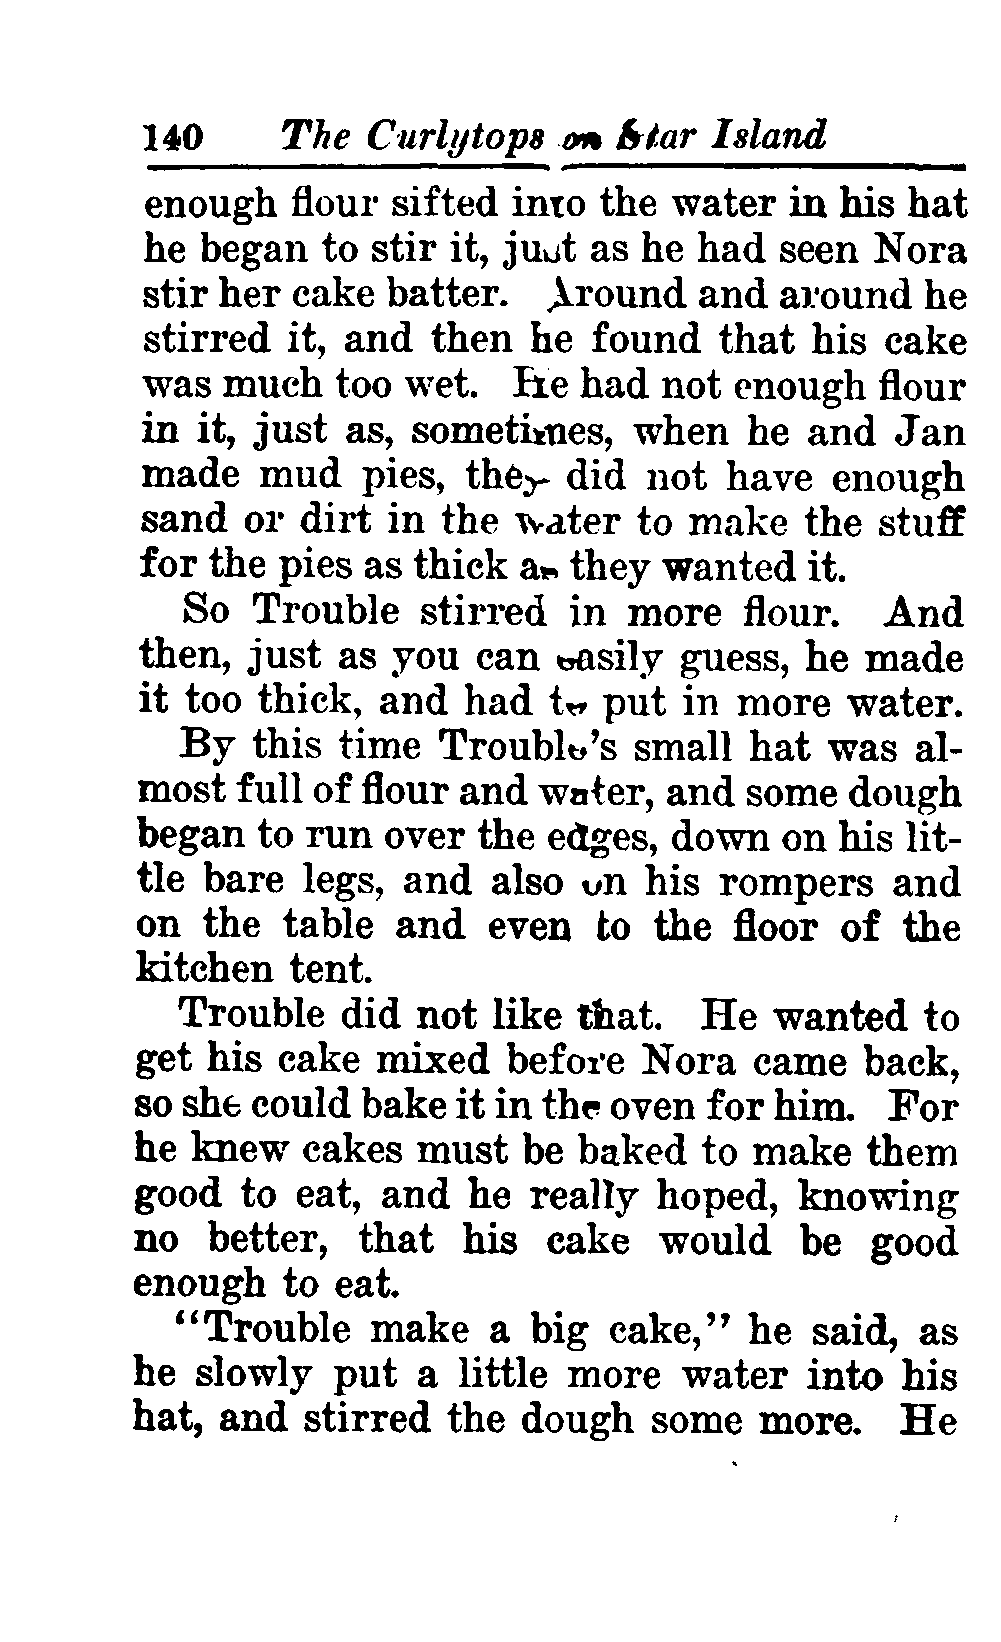 140 The Curlytops on Star Island
enough flour sifted into the water in his hat
he began to stir it, just as he had seen Nora
stir her cake batter. Around and around he
stirred it, and then he found that his cake
was much too wet. He had not enough flour
in it, just as, sometimes, when he and Jan
made mud pies, they did not have enough
sand or dirt in the water to make the stuff
for the pies as thick as they wanted it.
So Trouble stirred in more flour. And
then, just as you can easily guess, he made
it too thick, and had to put in more water.
By this time Trouble's small hat was al-
most full of flour and water, and some dough
began to run over the edges, down on his lit-
tle bare legs, and also on his rompers and
on the table and even to the floor of the
kitchen tent.
Trouble did not like that. He wanted to
get his cake mixed before Nora came back,
so she could bake it in the oven for him. For
he knew cakes must be baked to make them
good to eat, and he really hoped, knowing
no better, that his cake would be good
enough to eat.
"Trouble make a big cake," he said, as
he slowly put a little more water into his
hat, and stirred the dough some more. He